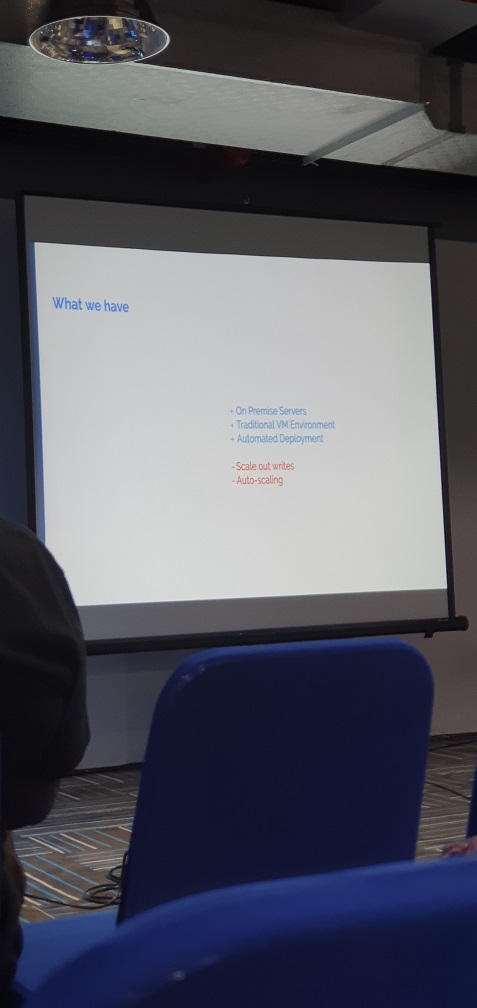 What we have
+ On Premise Servers
+ Traditional VM Environment
+ Automated Deployment
- Scale out writes
- Auto-scaling